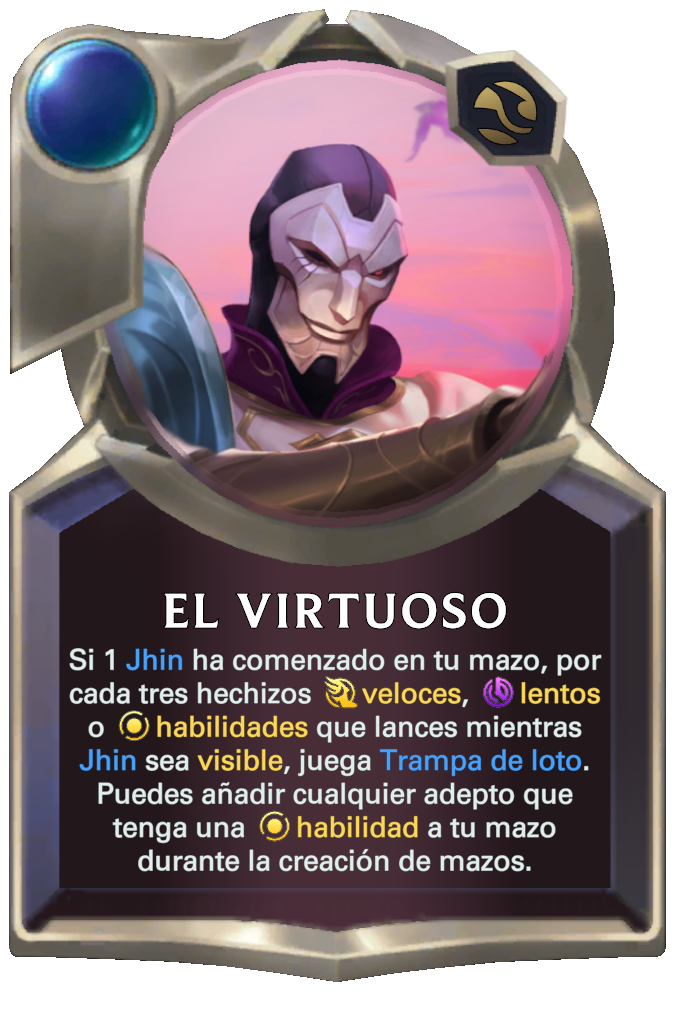 EL VIRTUOSO
Si 1 Jhin ha comenzado en tu mazo, por
cada tres hechizos veloces, lentos
o habilidades que lances mientras
Jhin sea visible, juega Trampa de loto.
Puedes añadir cualquier adepto que
tenga una habilidad a tu mazo
durante la creación de mazos.